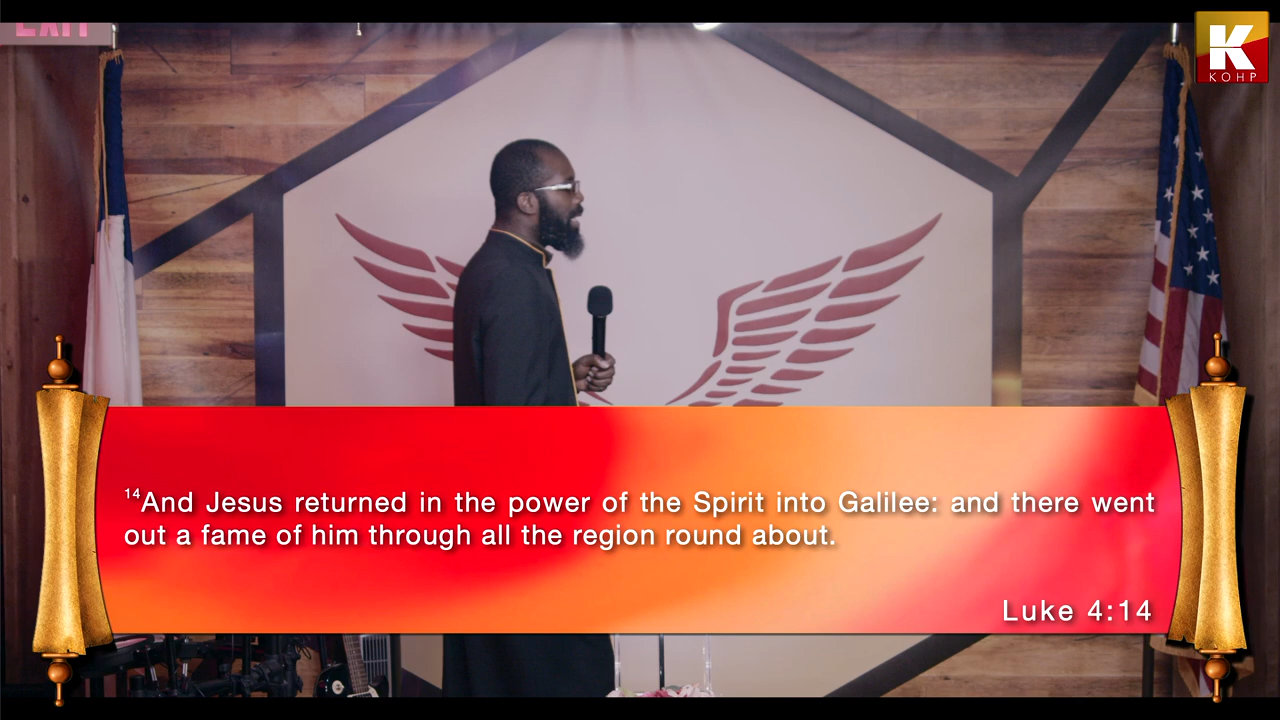 EXIT
K
KOHP
¹⁴And Jesus returned in the power of the Spirit into Galilee: and there went
out a fame of him through all the region round about.
Luke 4:14